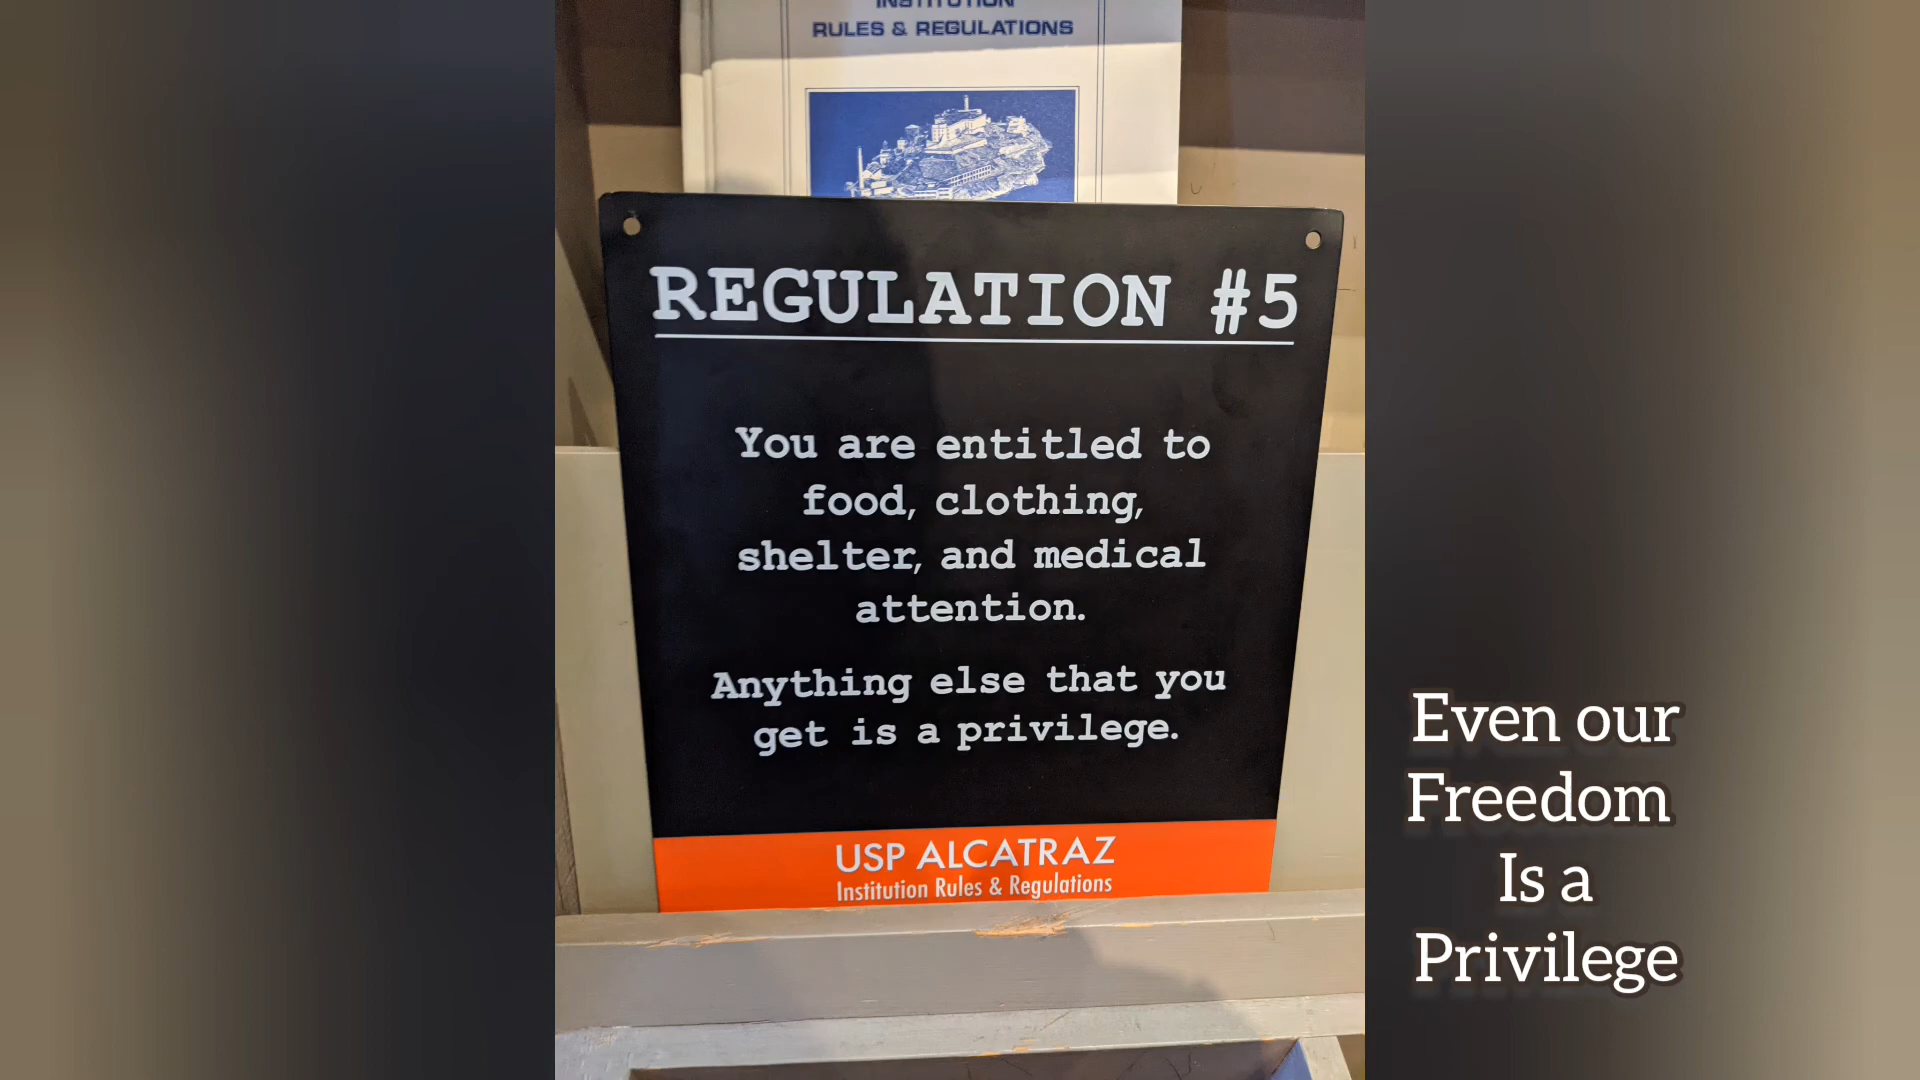 INSTITUTION
RULES & REGULATIONS
REGULATION #5
You are entitled to
food, clothing,
shelter, and medical
attention.
Anything else that you
get is a privilege.
USP ALCATRAZ
Institution Rules & Regulations
Even our
Freedom
Is a
Privilege